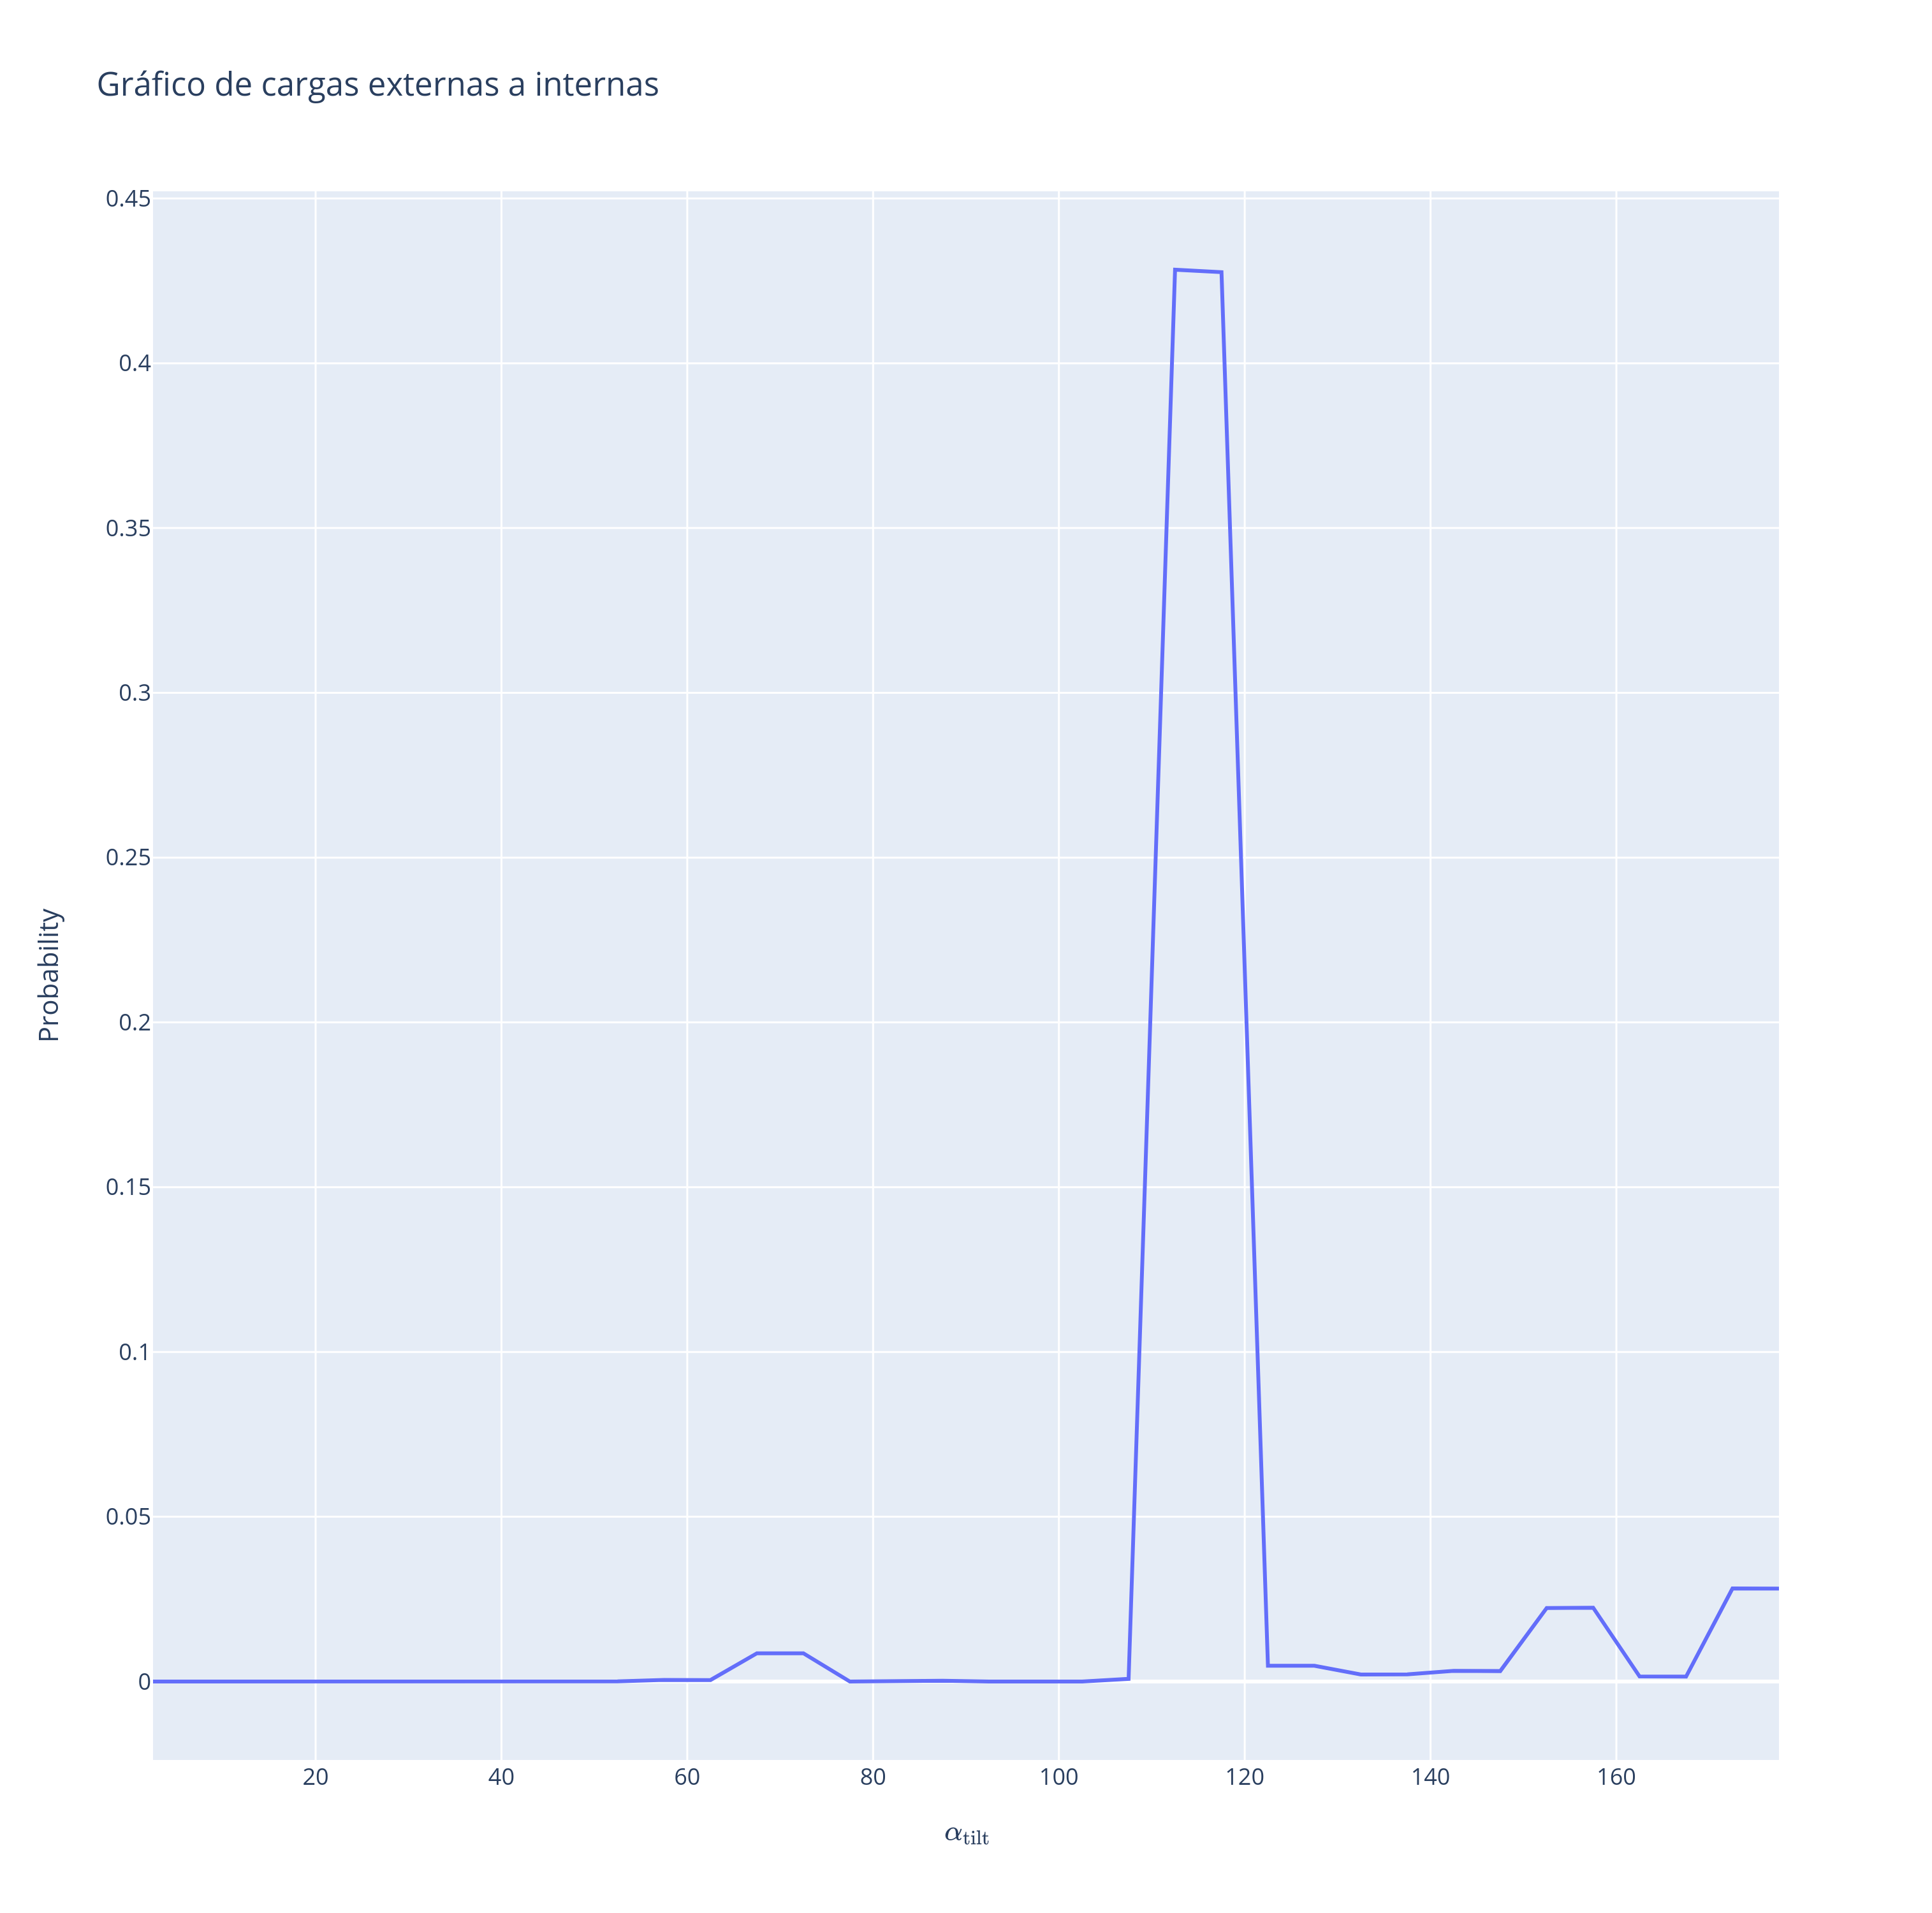 Gráfico de cargas externas a internas
0.45
0.4
0.35
0.3
0.25
0.2
0.15
0.1
0.05
0
Probability
20 40 60 80 100 120 140 160
α_tilt